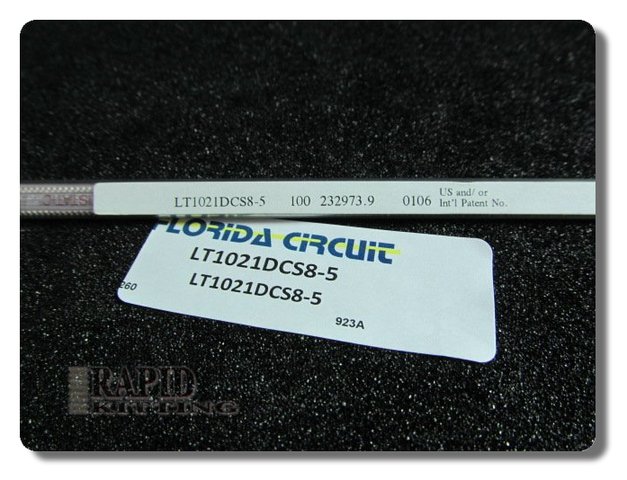 LT1021DCS8-5 100 232973.9 0106 US and/ or
Int'l Patent No.
FLORIDA CIRCUIT
LT1021DCS8-5
LT1021DCS8-5
260
923A
RAPID
KITTING